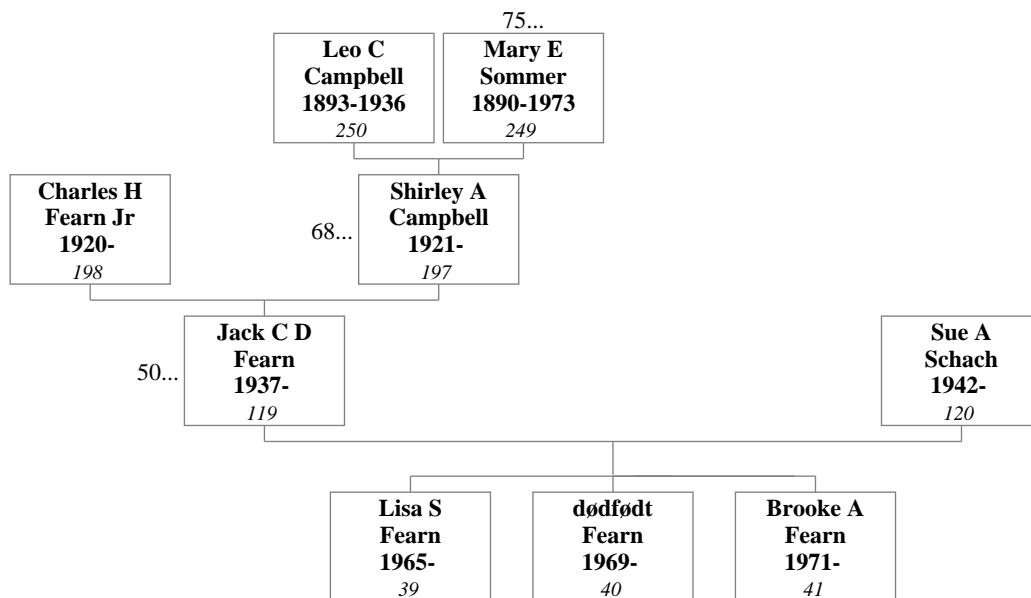 75...
Leo C
Campbell
1893-1936
250
Mary E
Sommer
1890-1973
249
Charles H
Fearn Jr
1920-
198
68...
Shirley A
Campbell
1921-
197
50...
Jack C D
Fearn
1937-
119
Sue A
Schach
1942-
120
Lisa S
Fearn
1965-
39
dødfødt
Fearn
1969-
40
Brooke A
Fearn
1971-
41